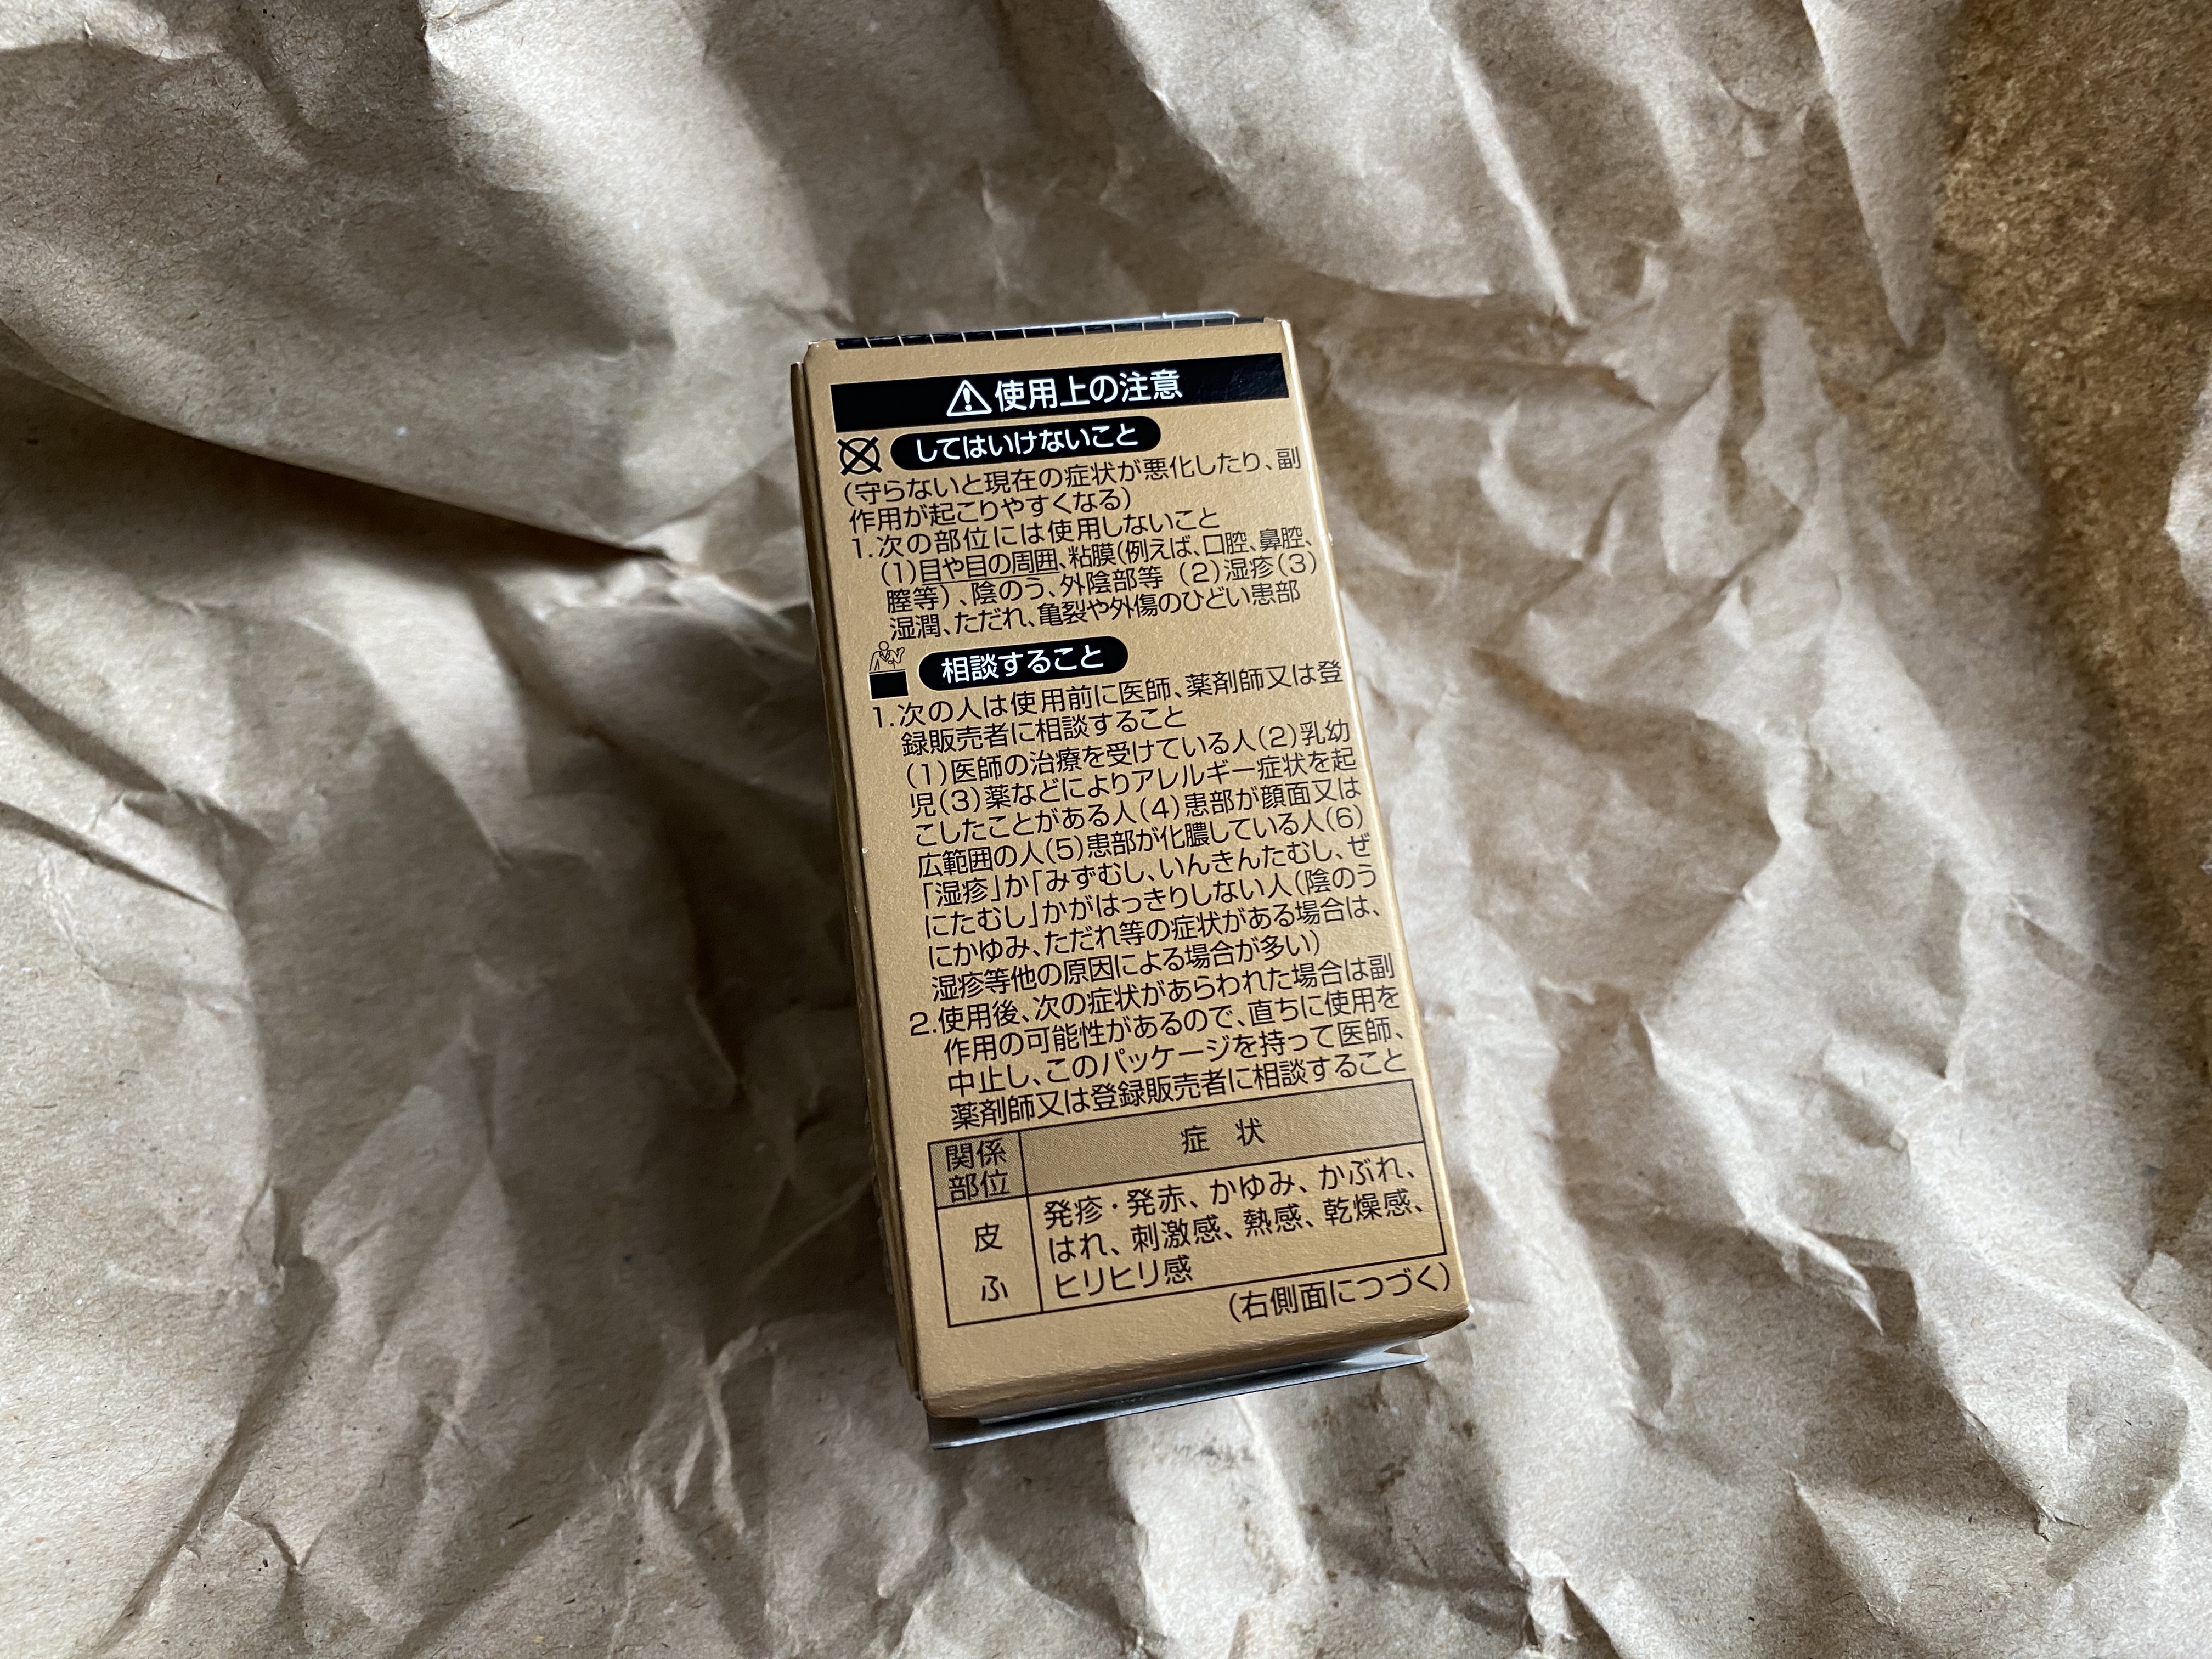 ⚠使用上の注意
してはいけないこと
(守らないと現在の症状が悪化したり、副
作用が起こりやすくなる)
1.次の部位には使用しないこと
(1)目や目の周囲、粘膜(例えば、口腔、鼻腔、
膣等)、陰のう、外陰部等 (2)湿疹(3)
湿潤、ただれ、亀裂や外傷のひどい患部
相談すること
1.次の人は使用前に医師、薬剤師又は登
録販売者に相談すること
(1)医師の治療を受けている人(2)乳幼
児(3)薬などによりアレルギー症状を起
こしたことがある人(4)患部が顔面又は
広範囲の人(5)患部が化膿している人(6)
「湿疹」か「みずむし、いんきんたむし、ぜ
にたむし」かがはっきりしない人(陰のう
にかゆみ、ただれ等の症状がある場合は、
湿疹等他の原因による場合が多い)
2.使用後、次の症状があらわれた場合は副
作用の可能性があるので、直ちに使用を
中止し、このパッケージを持って医師、
薬剤師又は登録販売者に相談すること
関係
部位
症 状
皮
ふ
発疹・発赤、かゆみ、かぶれ、
はれ、刺激感、熱感、乾燥感、
ヒリヒリ感
(右側面につづく)